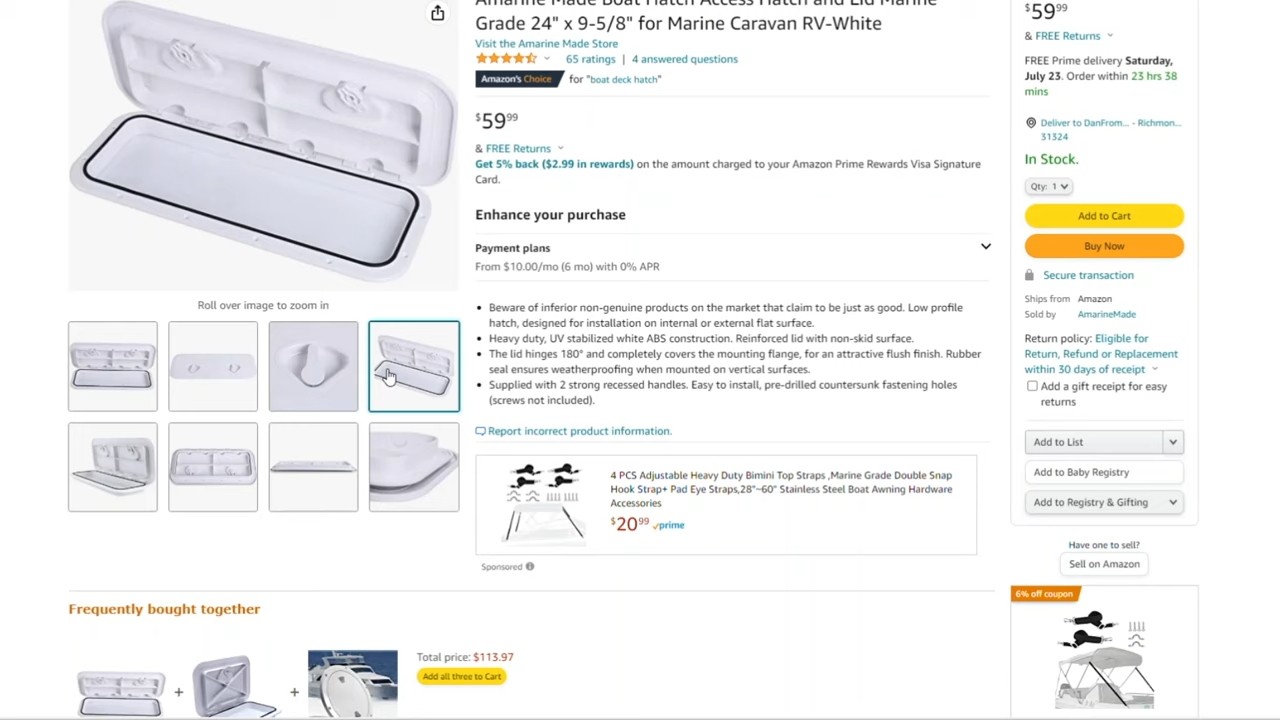 Amarine Made Boat Hatch Access Hatch and Lid Marine
Grade 24" x 9-5/8" for Marine Caravan RV-White
Visit the Amarine Made Store
65 ratings | 4 answered questions
Amazon's Choice for "boat deck hatch"
$59 99
& FREE Returns
Get 5% back ($2.99 in rewards) on the amount charged to your Amazon Prime Rewards Visa Signature
Card.
Enhance your purchase
Payment plans
From $10.00/mo (6 mo) with 0% APR
Roll over image to zoom in
• Beware of inferior non-genuine products on the market that claim to be just as good. Low profile
hatch, designed for installation on internal or external flat surface.
• Heavy duty, UV stabilized white ABS construction. Reinforced lid with non-skid surface.
• The lid hinges 180° and completely covers the mounting flange, for an attractive flush finish. Rubber
seal ensures weatherproofing when mounted on vertical surfaces.
• Supplied with 2 strong recessed handles. Easy to install, pre-drilled countersunk fastening holes
(screws not included).
Report incorrect product information.
4 PCS Adjustable Heavy Duty Bimini Top Straps ,Marine Grade Double Snap
Hook Strap+ Pad Eye Straps,28"~60" Stainless Steel Boat Awning Hardware
Accessories
$20 99 prime
Sponsored
Frequently bought together
Total price: $113.97
Add all three to Cart
+
+
$59 99
& FREE Returns
FREE Prime delivery Saturday,
July 23. Order within 23 hrs 38
mins
Deliver to DanFrom... - Richmon...
31324
In Stock.
Qty: 1
Add to Cart
Buy Now
Secure transaction
Ships from Amazon
Sold by AmarineMade
Return policy: Eligible for
Return, Refund or Replacement
within 30 days of receipt
Add a gift receipt for easy
returns
Add to List
Add to Baby Registry
Add to Registry & Gifting
Have one to sell?
Sell on Amazon
6% off coupon